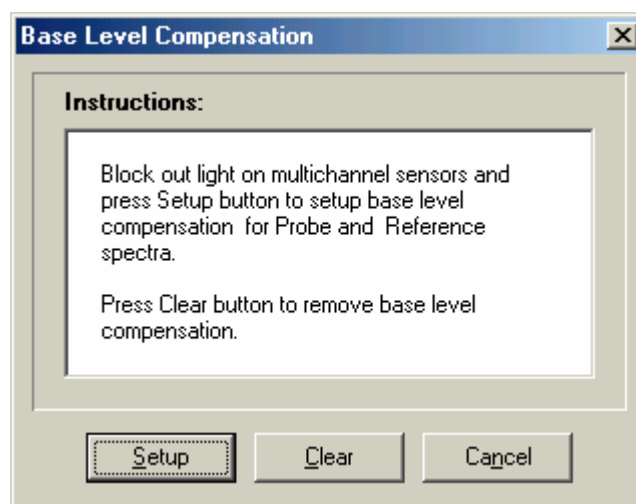 Base Level Compensation
Instructions:
Block out light on multichannel sensors and
press Setup button to setup base level
compensation for Probe and Reference
spectra.
Press Clear button to remove base level
compensation.
Setup
Clear
Cancel